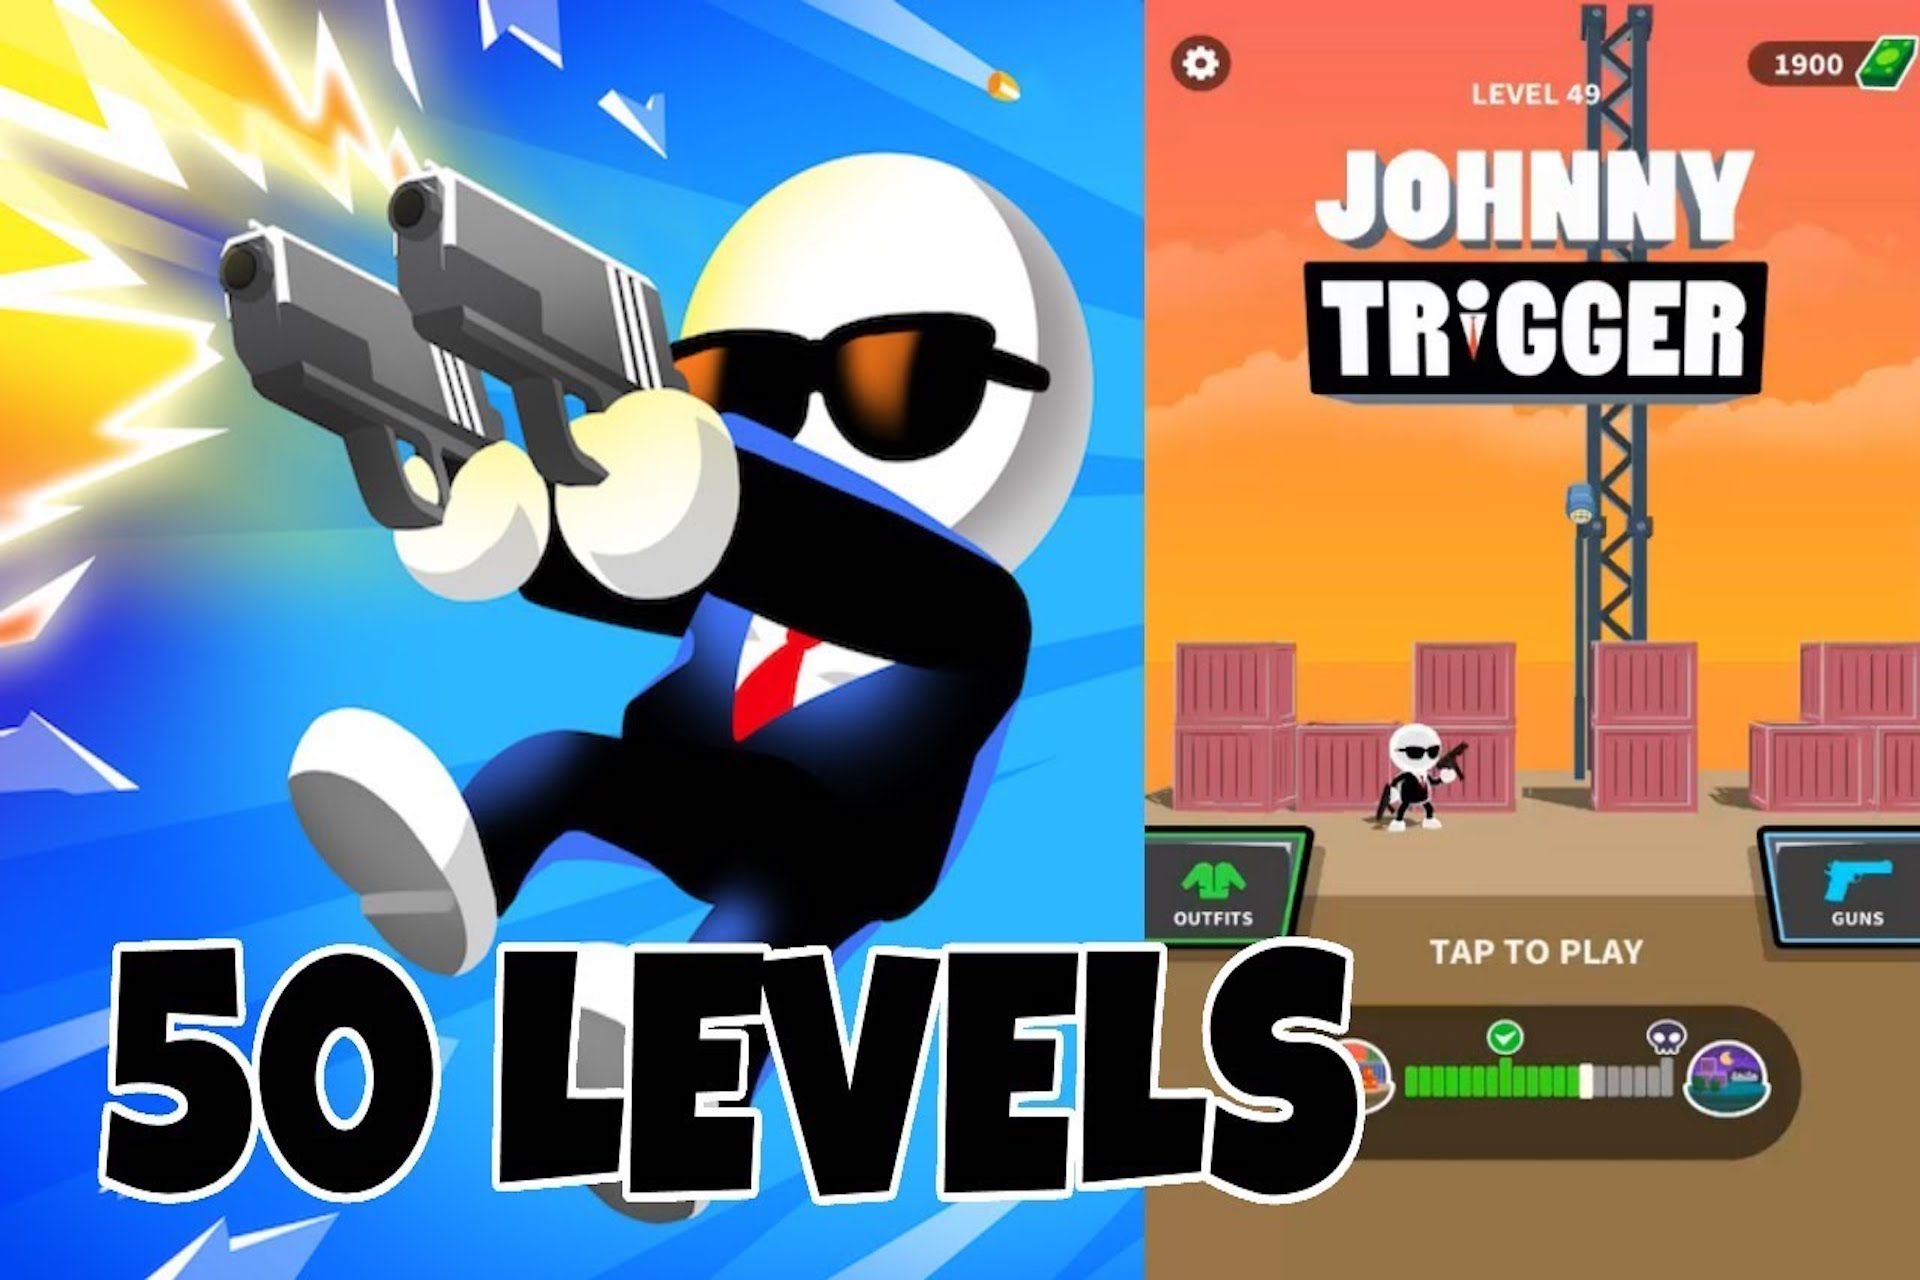 1900
LEVEL 49
JOHNNY
TRIGGER
OUTFITS
GUNS
TAP TO PLAY
50 LEVELS